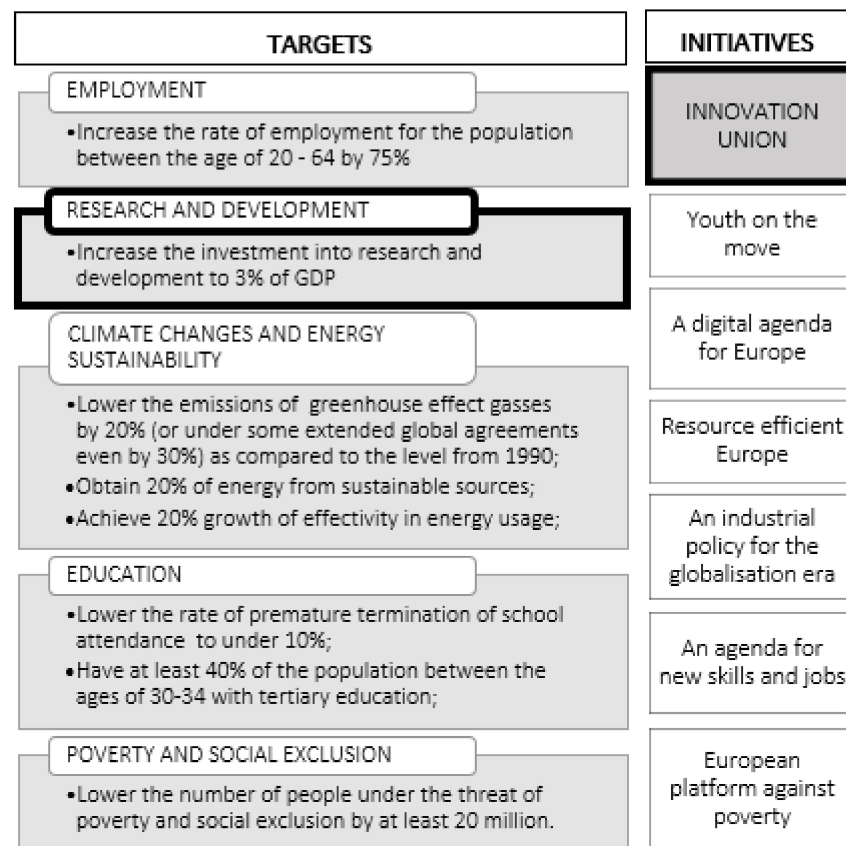 TARGETS
EMPLOYMENT
•Increase the rate of employment for the population
between the age of 20 - 64 by 75%
RESEARCH AND DEVELOPMENT
•Increase the investment into research and
development to 3% of GDP
CLIMATE CHANGES AND ENERGY
SUSTAINABILITY
•Lower the emissions of greenhouse effect gasses
by 20% (or under some extended global agreements
even by 30%) as compared to the level from 1990;
•Obtain 20% of energy from sustainable sources;
•Achieve 20% growth of effectivity in energy usage;
EDUCATION
•Lower the rate of premature termination of school
attendance to under 10%;
•Have at least 40% of the population between the
ages of 30-34 with tertiary education;
POVERTY AND SOCIAL EXCLUSION
•Lower the number of people under the threat of
poverty and social exclusion by at least 20 million.
INITIATIVES
INNOVATION
UNION
Youth on the
move
A digital agenda
for Europe
Resource efficient
Europe
An industrial
policy for the
globalisation era
An agenda for
new skills and jobs
European
platform against
poverty